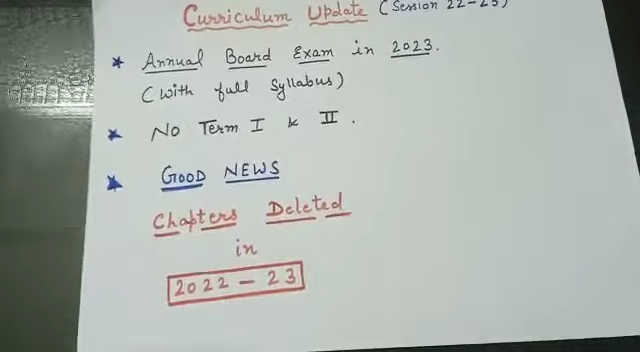 Curriculum Update (Session 22-23)
* Annual Board Exam in 2023.
(with full syllabus)
* No Term I & II.
* GOOD NEWS
Chapters Deleted
in
2022 - 23